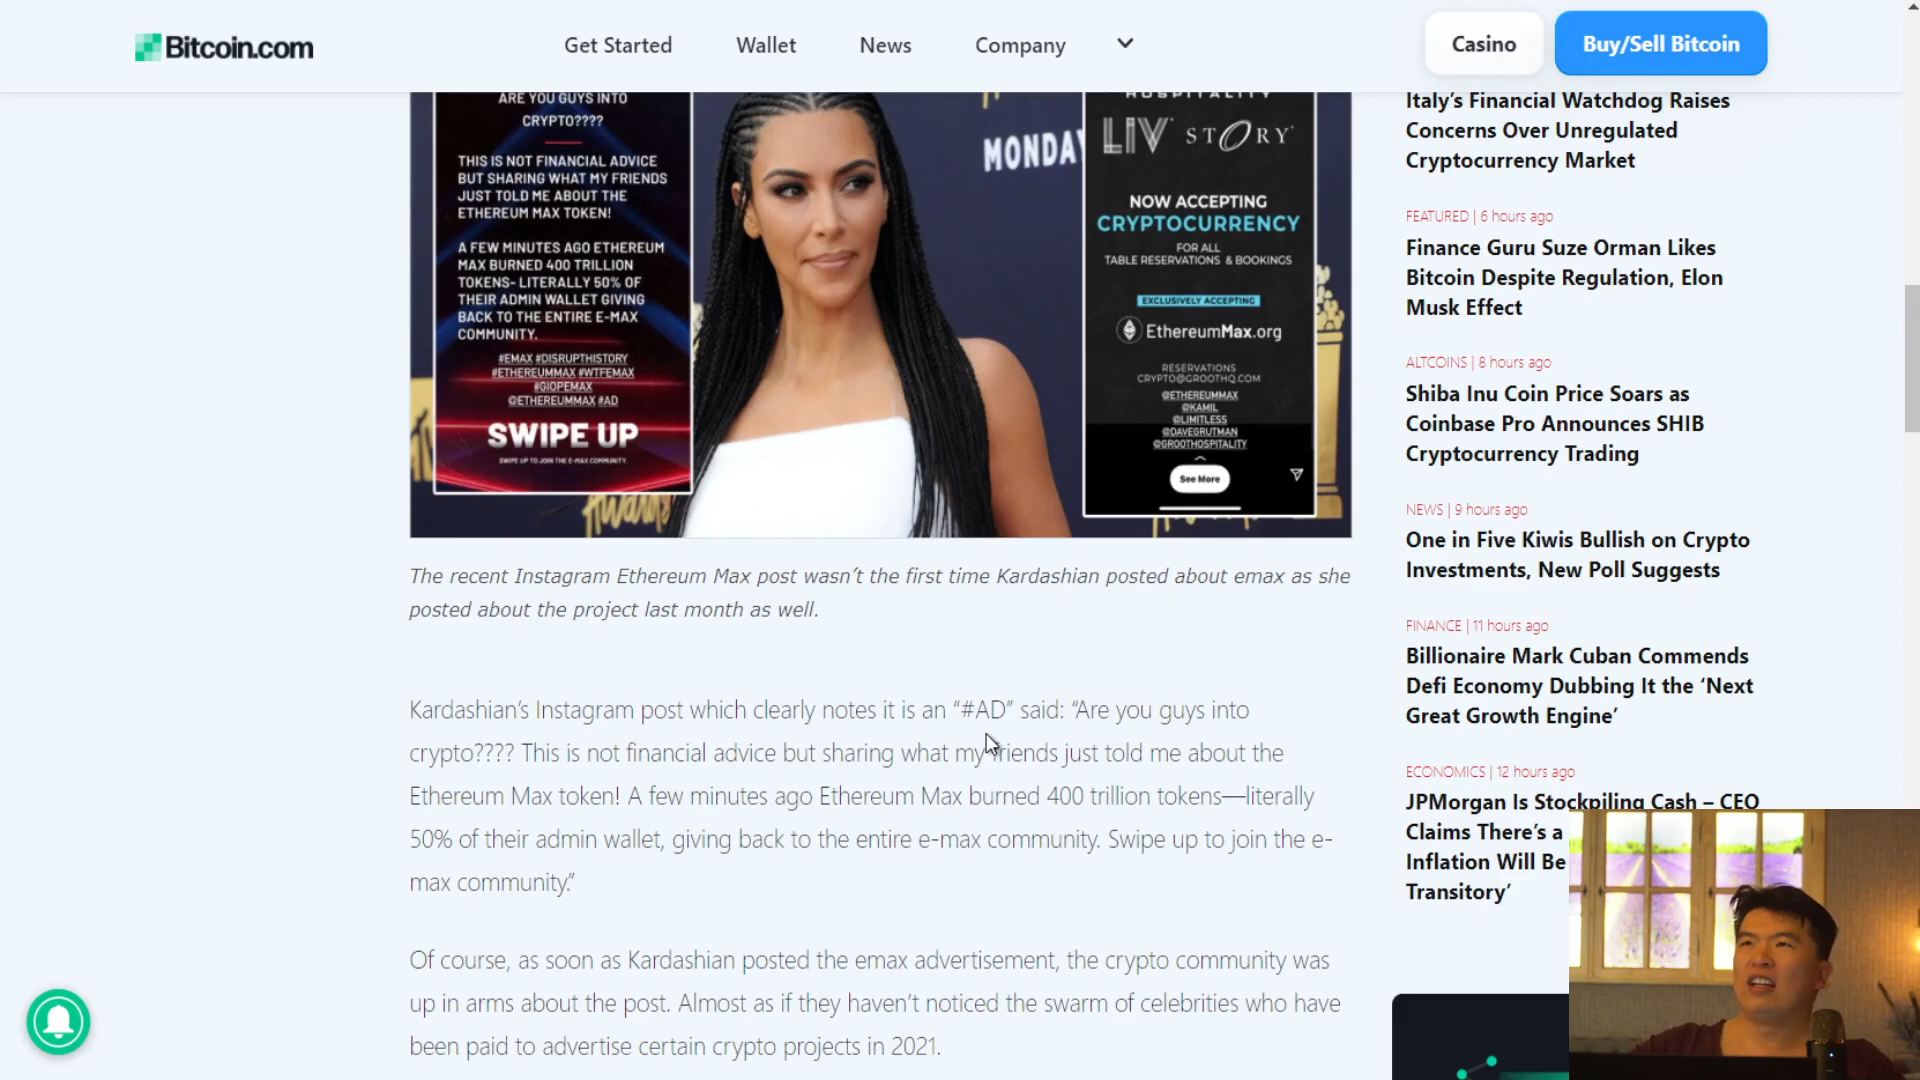 Bitcoin.com
Get Started
Wallet
News
Company
Casino
Buy/Sell Bitcoin
ARE YOU GUYS INTO
CRYPTO????
THIS IS NOT FINANCIAL ADVICE
BUT SHARING WHAT MY FRIENDS
JUST TOLD ME ABOUT THE
ETHEREUM MAX TOKEN!
A FEW MINUTES AGO ETHEREUM
MAX BURNED 400 TRILLION
TOKENS- LITERALLY 50% OF
THEIR ADMIN WALLET GIVING
BACK TO THE ENTIRE E-MAX
COMMUNITY.
#EMAX #DISRUPTHISTORY
#ETHEREUMMAX #WTFEMAX
#GIOPEMAX
@ETHEREUMMAX #AD
SWIPE UP
SWIPE UP TO JOIN THE E-MAX COMMUNITY.
MONDAY
Awards
HOSPITALITY
LIV STORY
NOW ACCEPTING
CRYPTOCURRENCY
FOR ALL
TABLE RESERVATIONS & BOOKINGS
EXCLUSIVELY ACCEPTING
EthereumMax.org
RESERVATIONS
CRYPTO@GROOTHQ.COM
@ETHEREUMMAX
@KAMIL
@LIMITLESS
@DAVEGRUTMAN
@GROOTHOSPITALITY
See More
The recent Instagram Ethereum Max post wasn’t the first time Kardashian posted about emax as she
posted about the project last month as well.
Kardashian’s Instagram post which clearly notes it is an “#AD” said: “Are you guys into
crypto???? This is not financial advice but sharing what my friends just told me about the
Ethereum Max token! A few minutes ago Ethereum Max burned 400 trillion tokens—literally
50% of their admin wallet, giving back to the entire e-max community. Swipe up to join the e-
max community.”
Of course, as soon as Kardashian posted the emax advertisement, the crypto community was
up in arms about the post. Almost as if they haven’t noticed the swarm of celebrities who have
been paid to advertise certain crypto projects in 2021.
Italy’s Financial Watchdog Raises
Concerns Over Unregulated
Cryptocurrency Market
FEATURED | 6 hours ago
Finance Guru Suze Orman Likes
Bitcoin Despite Regulation, Elon
Musk Effect
ALTCOINS | 8 hours ago
Shiba Inu Coin Price Soars as
Coinbase Pro Announces SHIB
Cryptocurrency Trading
NEWS | 9 hours ago
One in Five Kiwis Bullish on Crypto
Investments, New Poll Suggests
FINANCE | 11 hours ago
Billionaire Mark Cuban Commends
Defi Economy Dubbing It the ‘Next
Great Growth Engine’
ECONOMICS | 12 hours ago
JPMorgan Is Stockpiling Cash – CEO
Claims There’s a
Inflation Will Be
Transitory’